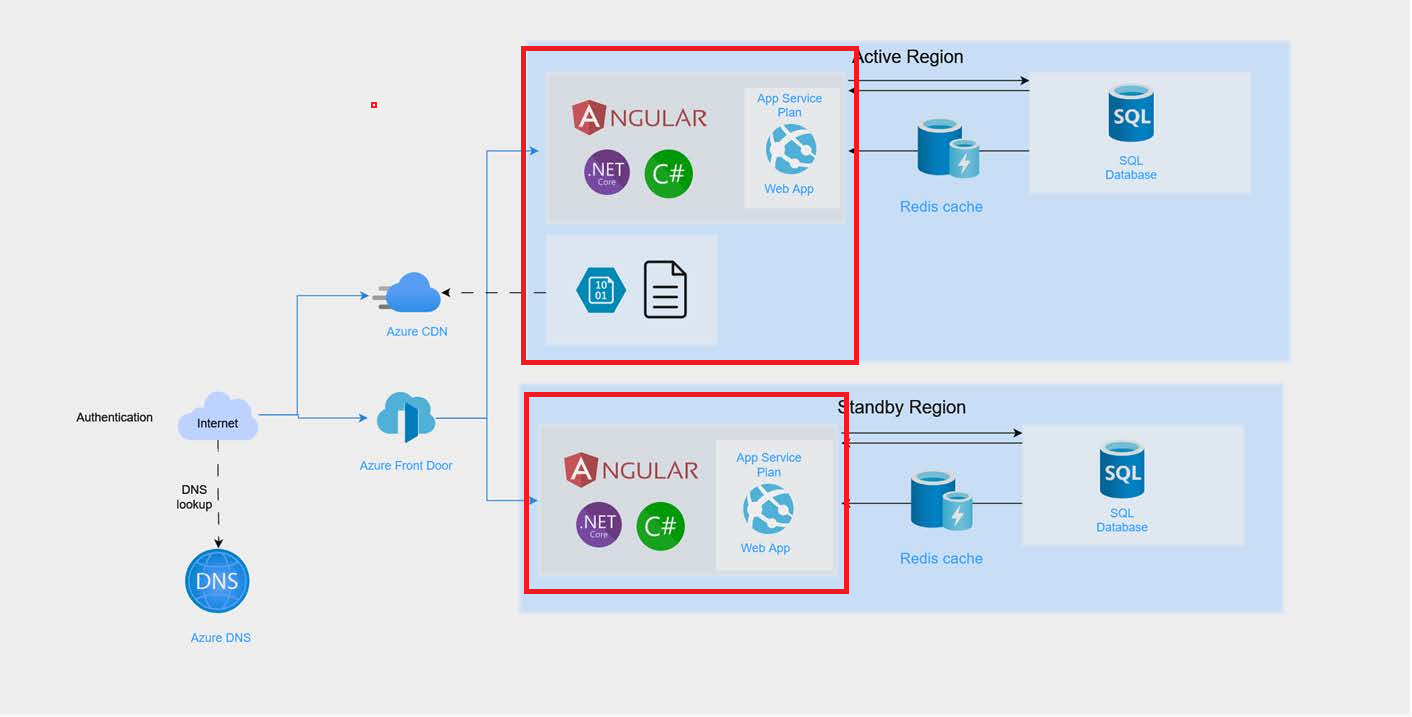 Active Region
ANGULAR
.NET
Core
C#
App Service
Plan
Web App
SQL
SQL
Database
Redis cache
10
01
Azure CDN
Authentication
Internet
Azure Front Door
DNS
lookup
DNS
Azure DNS
Standby Region
ANGULAR
.NET
Core
C#
App Service
Plan
Web App
SQL
SQL
Database
Redis cache